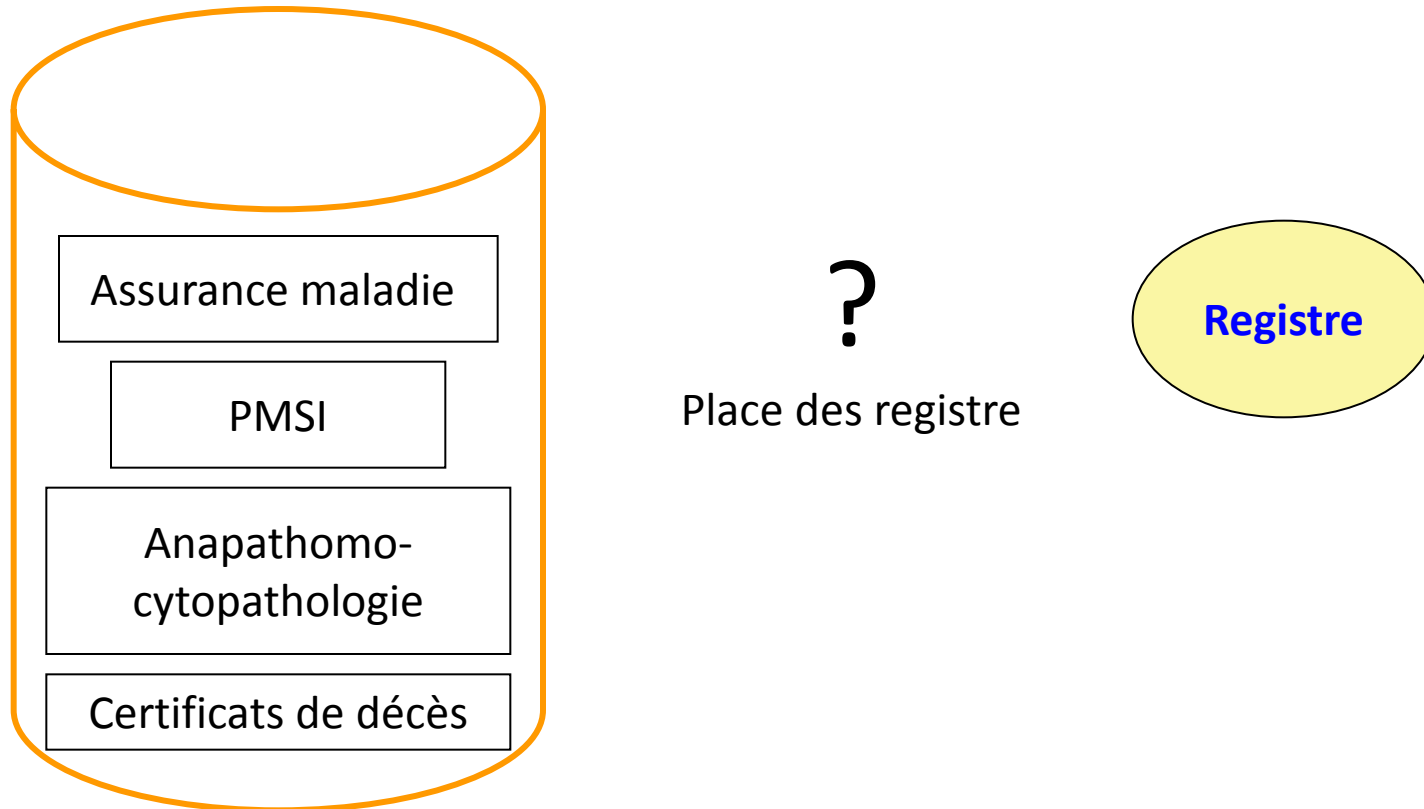 Assurance maladie
PMSI
Anapathomo-
cytopathologie
Certificats de décès
?
Place des registre
Registre